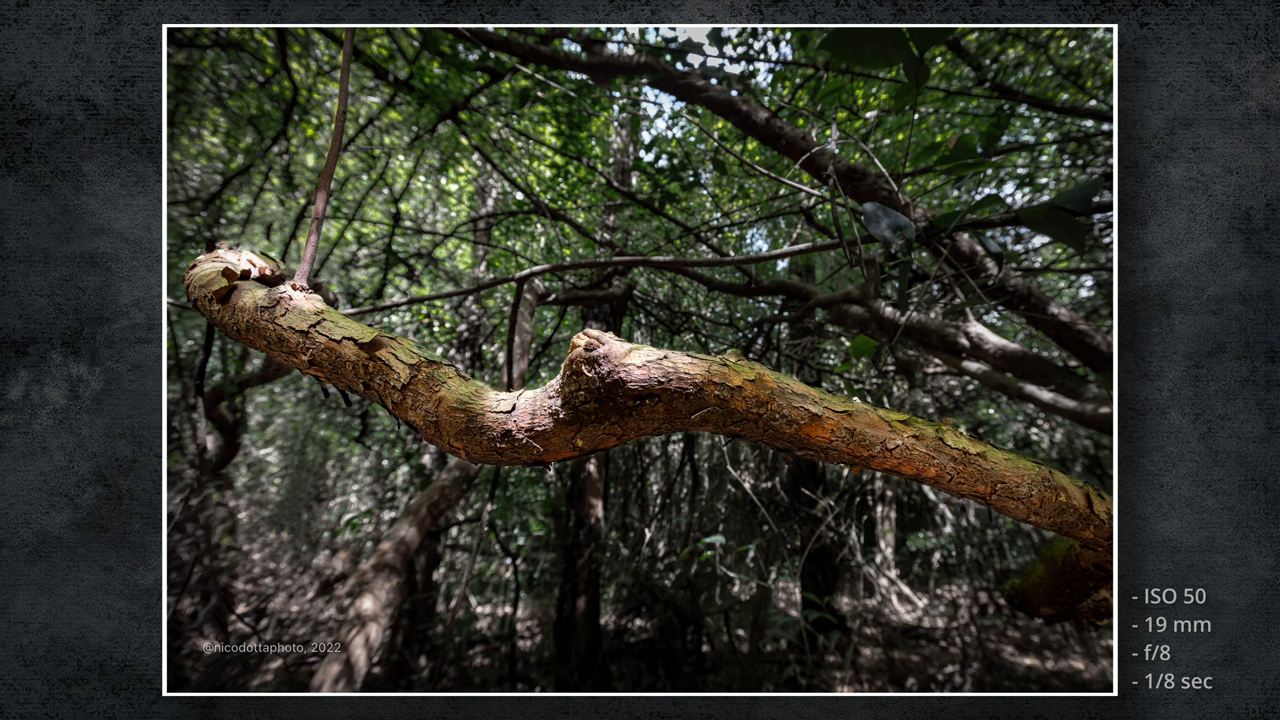 @nicodottaphoto, 2022
- ISO 50
- 19 mm
- f/8
- 1/8 sec